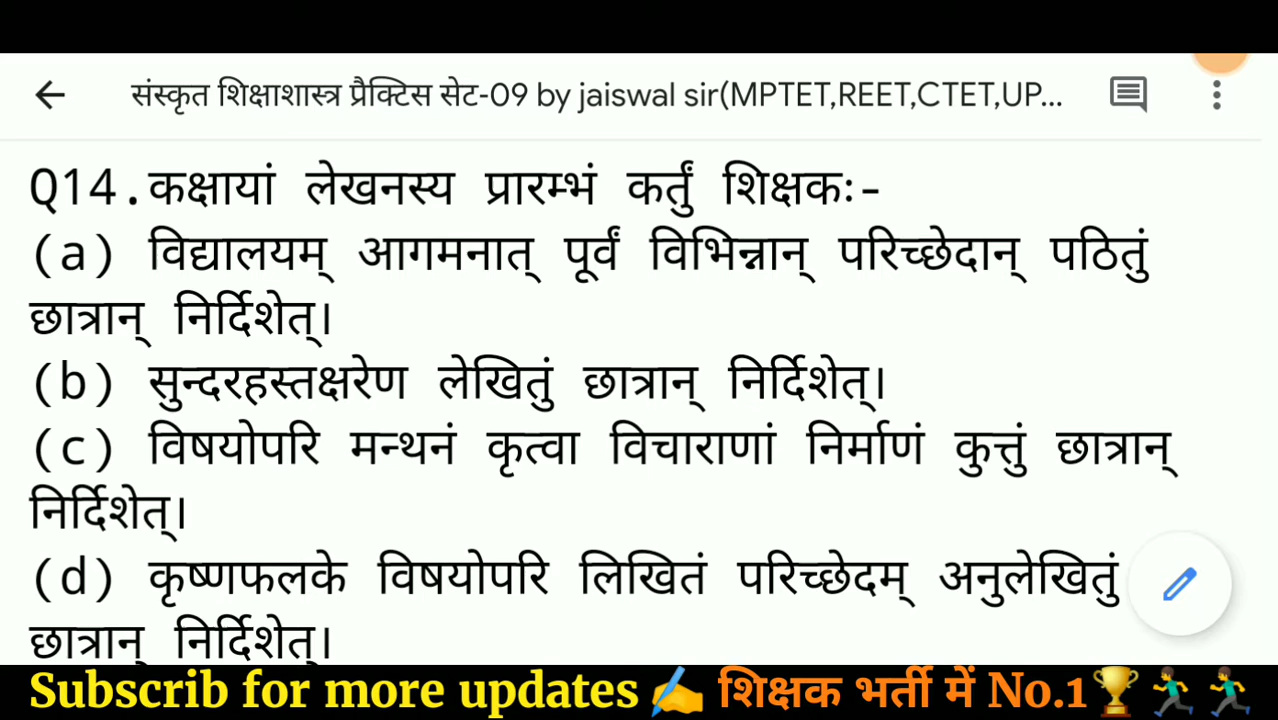 संस्कृत शिक्षाशास्त्र प्रैक्टिस सेट-09 by jaiswal sir(MPTET,REET,CTET,UP...
Q14.कक्षायां लेखनस्य प्रारम्भं कर्तुं शिक्षकः-
(a) विद्यालयम् आगमनात् पूर्वं विभिन्नान् परिच्छेदान् पठितुं
छात्रान् निर्दिशेत्।
(b) सुन्दरहस्तक्षरेण लेखितुं छात्रान् निर्दिशेत्।
(c) विषयोपरि मन्थनं कृत्वा विचाराणां निर्माणं कुत्तुं छात्रान्
निर्दिशेत्।
(d) कृष्णफलके विषयोपरि लिखितं परिच्छेदम् अनुलेखितुं
छात्रान् निर्दिशेत्।
Subscrib for more updates ✍️ शिक्षक भर्ती में No.1🏆🏃‍♂️🏃‍♂️